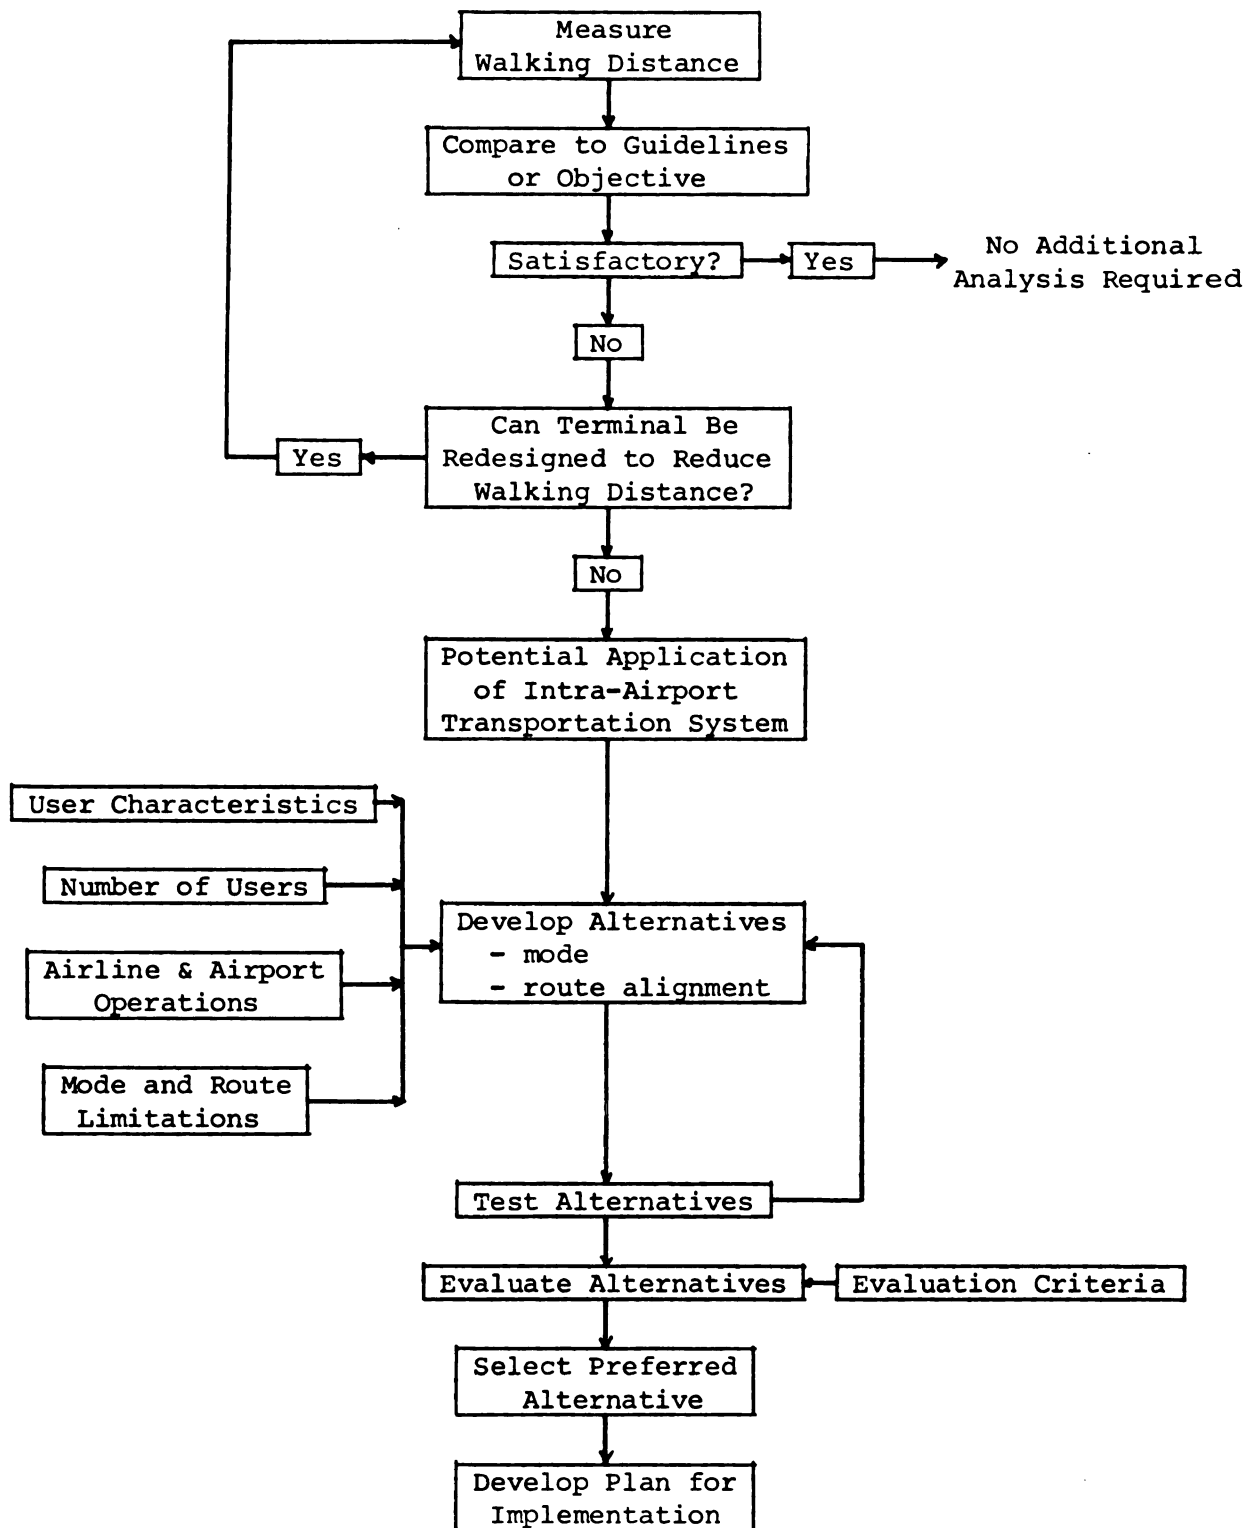 Measure
Walking Distance
Compare to Guidelines
or Objective
Satisfactory?
Yes
No Additional
Analysis Required
No
Can Terminal Be
Redesigned to Reduce
Walking Distance?
Yes
No
Potential Application
of Intra-Airport
Transportation System
User Characteristics
Number of Users
Airline & Airport
Operations
Mode and Route
Limitations
Develop Alternatives
- mode
- route alignment
Test Alternatives
Evaluate Alternatives
Evaluation Criteria
Select Preferred
Alternative
Develop Plan for
Implementation